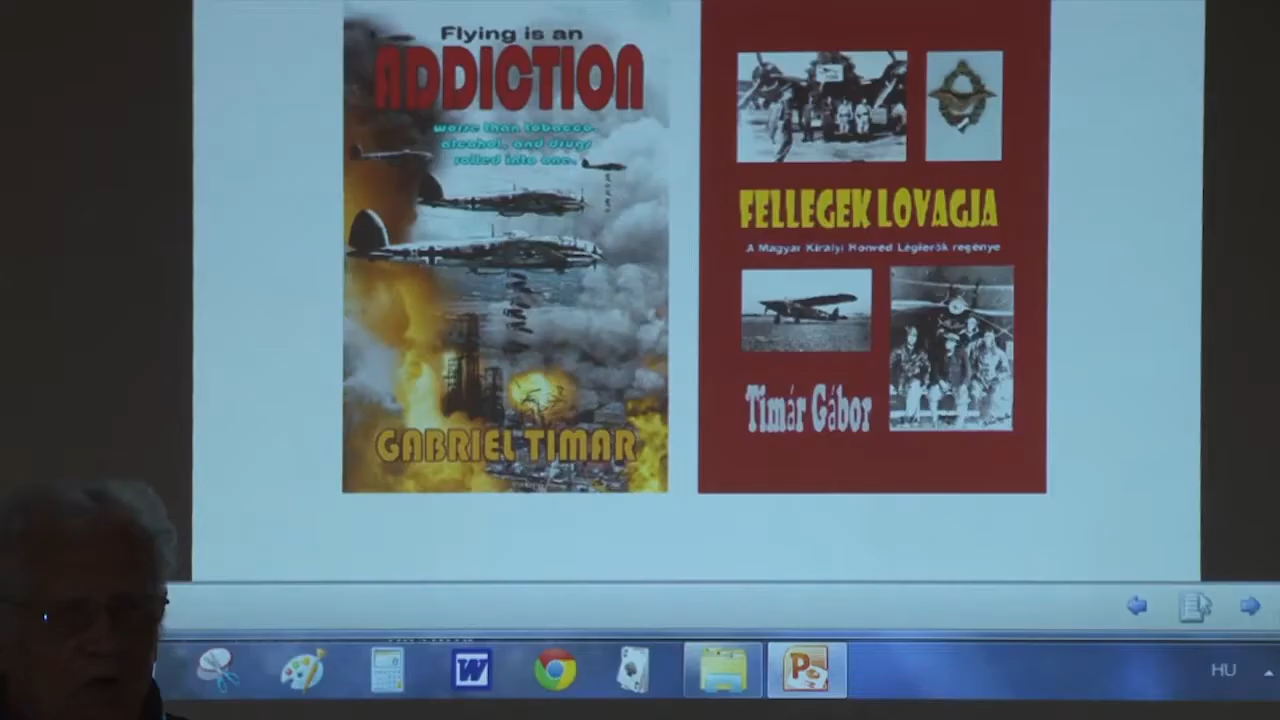 Flying is an
ADDICTION
worse than tobacco,
alcohol, and drugs
rolled into one.
GABRIEL TIMAR
FELLEGEK LOVAGJA
A Magyar Királyi Honvéd Légierők regénye
Timár Gábor
HU